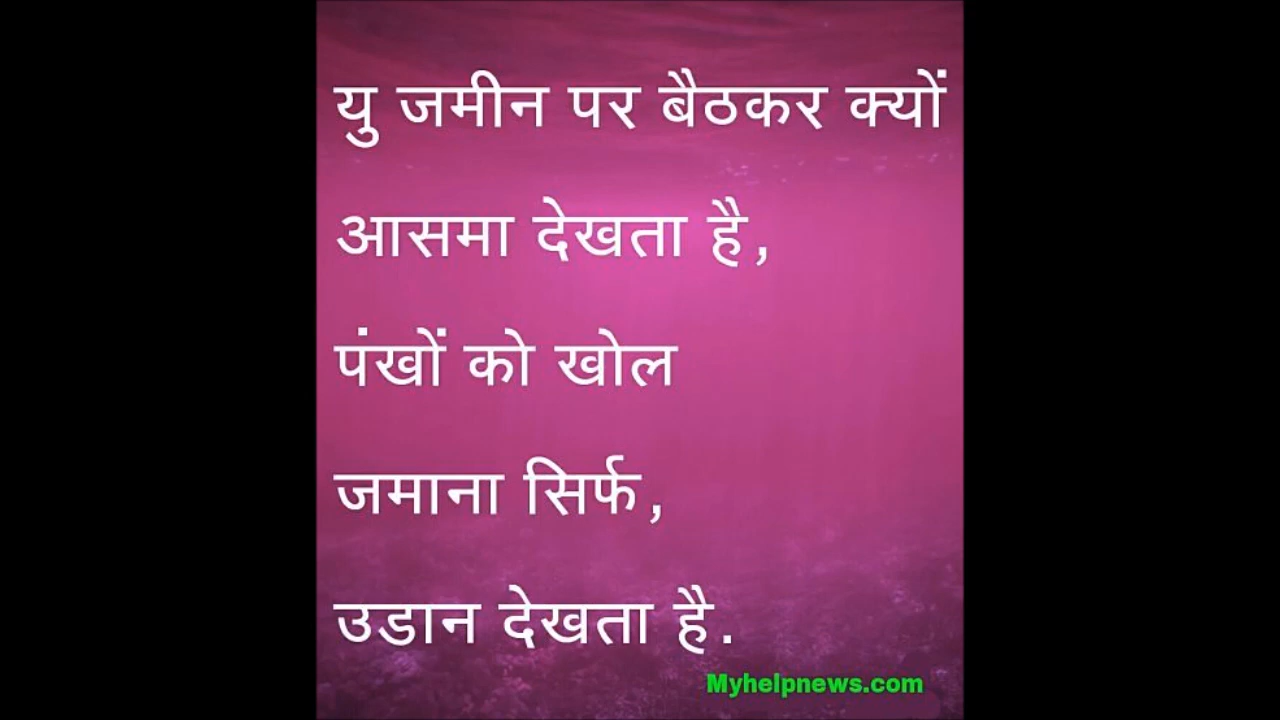 यु जमीन पर बैठकर क्यों
आसमा देखता है,
पंखों को खोल
जमाना सिर्फ,
उडान देखता है.
Myhelpnews.com